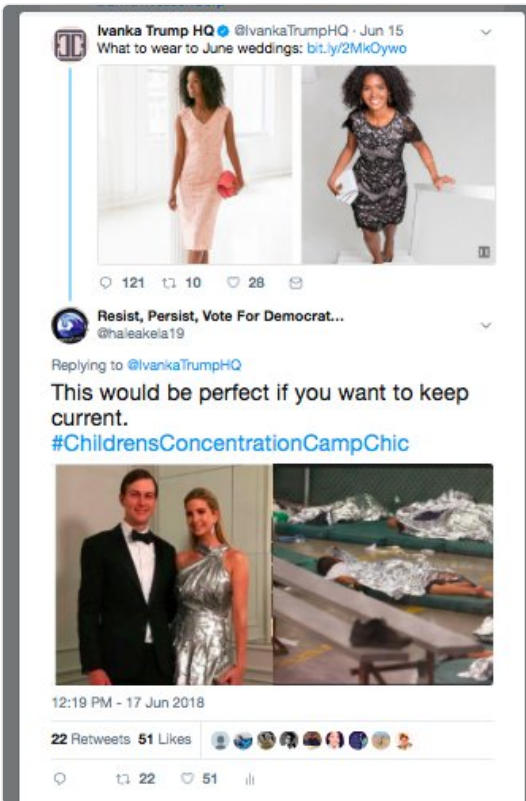 Ivanka Trump HQ @IvankaTrumpHQ · Jun 15
What to wear to June weddings: bit.ly/2MkOywo
121 10 28
Resist, Persist, Vote For Democrat...
@haleakela19
Replying to @IvankaTrumpHQ
This would be perfect if you want to keep
current.
#ChildrensConcentrationCampChic
12:19 PM - 17 Jun 2018
22 Retweets 51 Likes
22 51